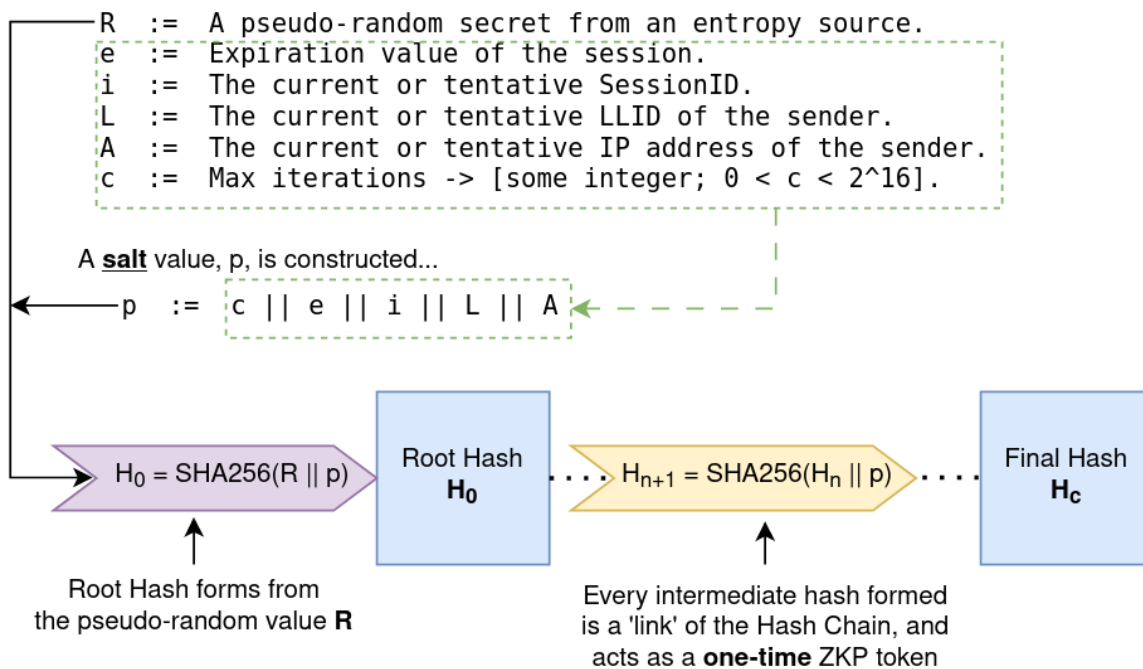 R := A pseudo-random secret from an entropy source.
e := Expiration value of the session.
i := The current or tentative SessionID.
L := The current or tentative LLID of the sender.
A := The current or tentative IP address of the sender.
c := Max iterations -> [some integer; 0 < c < 2^16].
A salt value, p, is constructed...
p := c || e || i || L || A
H0 = SHA256(R || p)
Root Hash
H0
Hn+1 = SHA256(Hn || p)
Final Hash
Hc
Root Hash forms from
the pseudo-random value R
Every intermediate hash formed
is a 'link' of the Hash Chain, and
acts as a one-time ZKP token